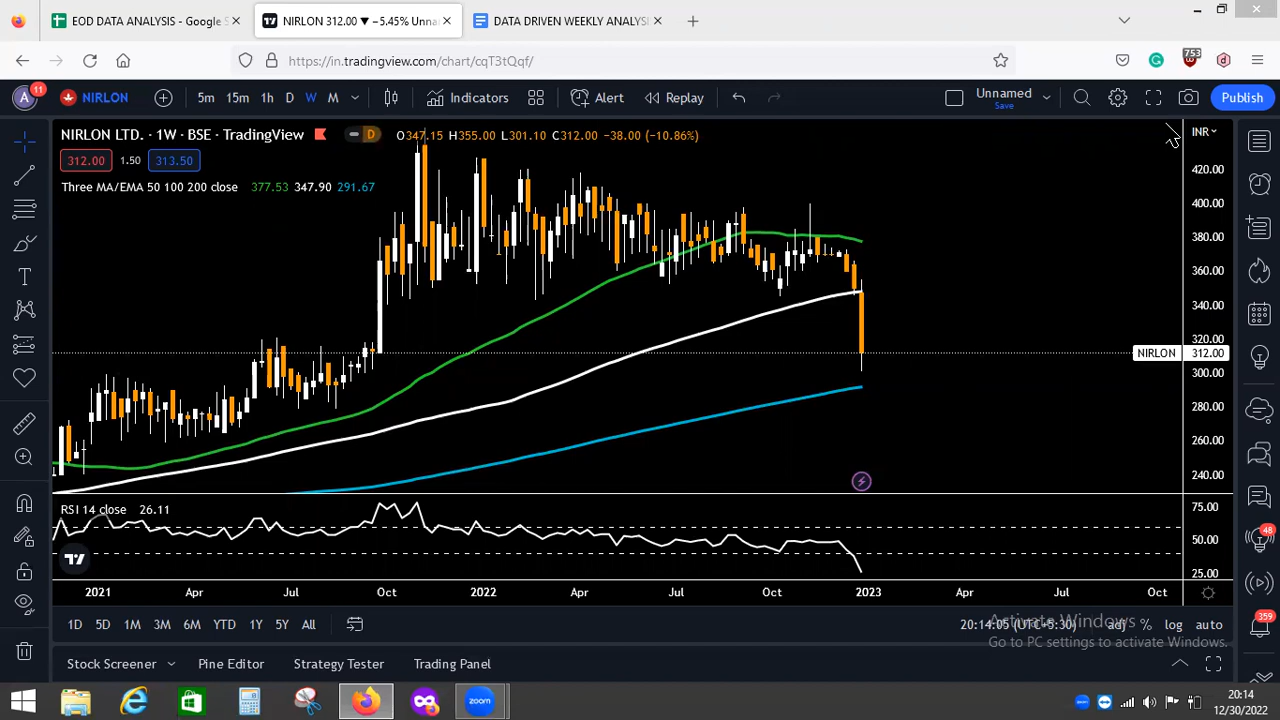 EOD DATA ANALYSIS - Google S
NIRLON 312.00 ▼ −5.45% Unna
DATA DRIVEN WEEKLY ANALYSI
https://in.tradingview.com/chart/cqT3tQqf/
753
11
A
NIRLON
5m 15m 1h D W M
Indicators
Alert
Replay
Unnamed
Save
Publish
NIRLON LTD. · 1W · BSE · TradingView
D
O347.15 H355.00 L301.10 C312.00 −38.00 (−10.86%)
INR
312.00 1.50 313.50
Three MA/EMA 50 100 200 close 377.53 347.90 291.67
420.00
400.00
380.00
360.00
340.00
320.00
NIRLON 312.00
300.00
280.00
260.00
240.00
RSI 14 close 26.11
75.00
50.00
25.00
48
2021 Apr Jul Oct 2022 Apr Jul Oct 2023 Apr Jul Oct
1D 5D 1M 3M 6M YTD 1Y 5Y All
20:14:05 (UTC+5:30)
adj % log auto
359
Activate Windows
Go to PC settings to activate Windows.
Stock Screener Pine Editor Strategy Tester Trading Panel
zoom
20:14
12/30/2022